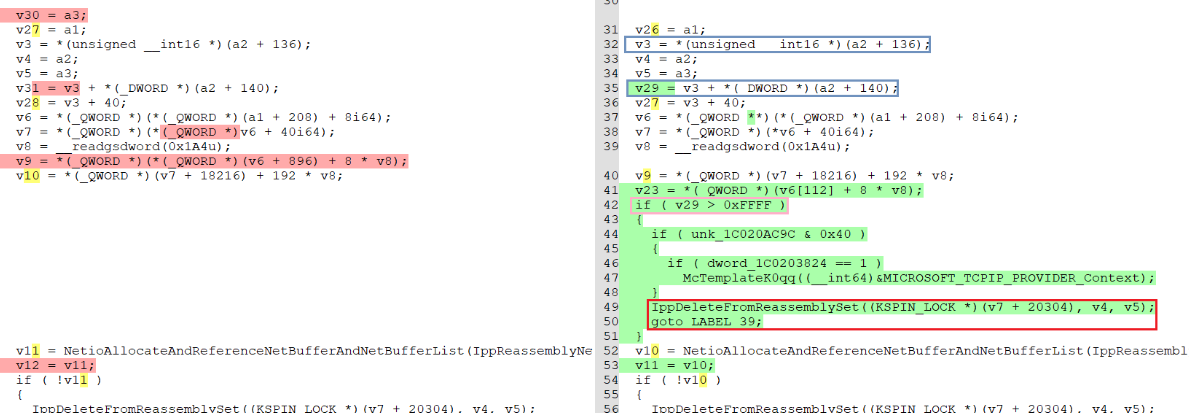 v30 = a3;
v27 = a1;
v3 = *(unsigned __int16 *)(a2 + 136);
v4 = a2;
v5 = a3;
v31 = v3 + *(_DWORD *)(a2 + 140);
v28 = v3 + 40;
v6 = *(_QWORD *)(*(_QWORD *)(a1 + 208) + 8i64);
v7 = *(_QWORD *)(*(_QWORD *)v6 + 40i64);
v8 = __readgsdword(0x1A4u);
v9 = *(_QWORD *)(*(_QWORD *)(v6 + 896) + 8 * v8);
v10 = *(_QWORD *)(v7 + 18216) + 192 * v8;
v11 = NetioAllocateAndReferenceNetBufferAndNetBufferList(IppReassemblyNe
v12 = v11;
if ( !v11 )
{
IppDeleteFromReassemblySet((KSPIN_LOCK *)(v7 + 20304), v4, v5);
30
31 v26 = a1;
32 v3 = *(unsigned __int16 *)(a2 + 136);
33 v4 = a2;
34 v5 = a3;
35 v29 = v3 + *(_DWORD *)(a2 + 140);
36 v27 = v3 + 40;
37 v6 = *(_QWORD **)(*(_QWORD *)(a1 + 208) + 8i64);
38 v7 = *(_QWORD *)(*v6 + 40i64);
39 v8 = __readgsdword(0x1A4u);
40 v9 = *(_QWORD *)(v7 + 18216) + 192 * v8;
41 v23 = *(_QWORD *)(v6[112] + 8 * v8);
42 if ( v29 > 0xFFFF )
43 {
44 if ( unk_1C020AC9C & 0x40 )
45 {
46 if ( dword_1C0203824 == 1 )
47 McTemplateK0qq((__int64)&MICROSOFT_TCPIP_PROVIDER_Context);
48 }
49 IppDeleteFromReassemblySet((KSPIN_LOCK *)(v7 + 20304), v4, v5);
50 goto LABEL_39;
51 }
52 v10 = NetioAllocateAndReferenceNetBufferAndNetBufferList(IppReassembl
53 v11 = v10;
54 if ( !v10 )
55 {
56 IppDeleteFromReassemblySet((KSPIN_LOCK *)(v7 + 20304), v4, v5);